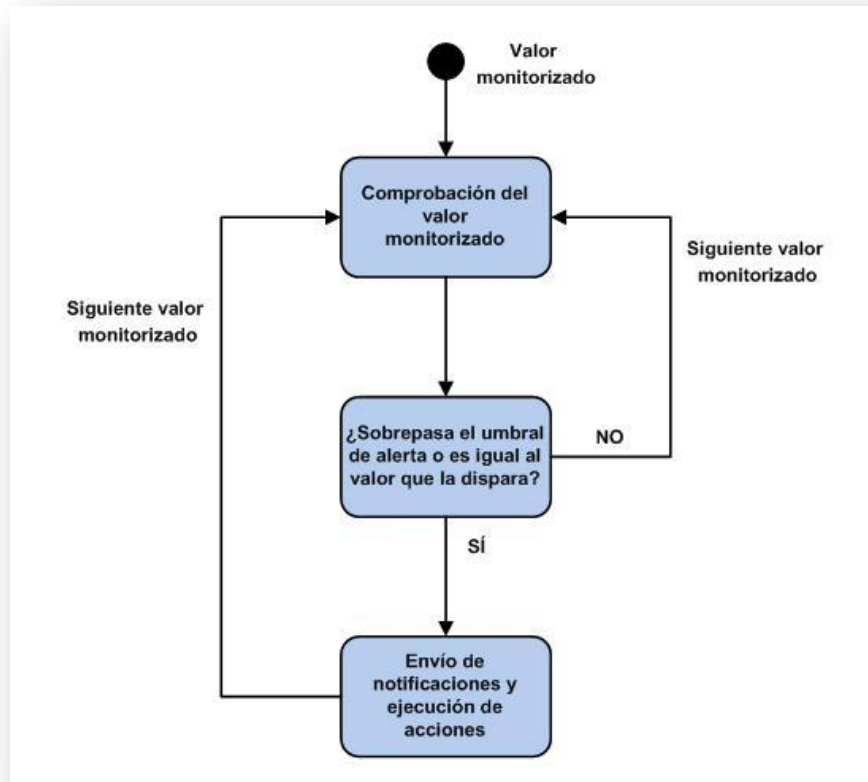 Valor
monitorizado
Comprobación del
valor
monitorizado
Siguiente valor
monitorizado
Siguiente valor
monitorizado
¿Sobrepasa el umbral
de alerta o es igual al
valor que la dispara?
NO
SÍ
Envío de
notificaciones y
ejecución de
acciones